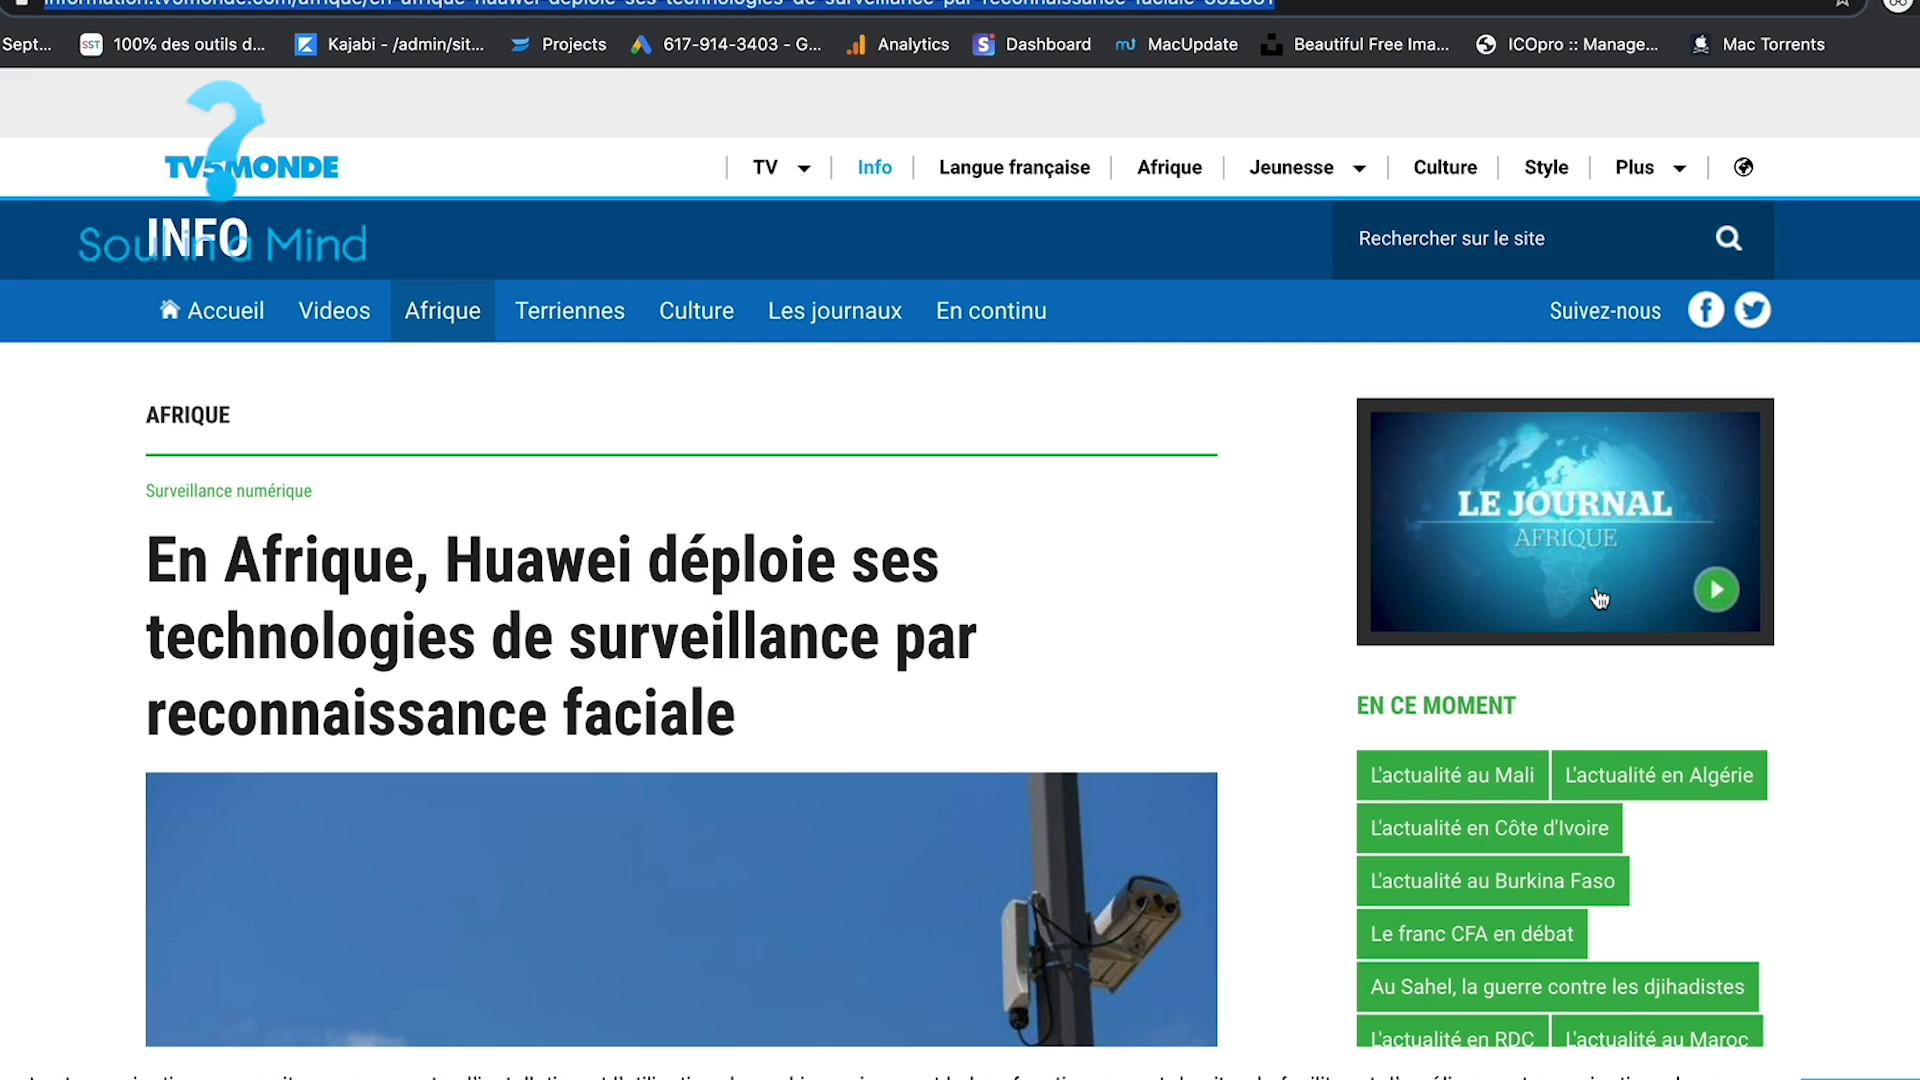 Sept...
SST 100% des outils d...
Kajabi - /admin/sit...
Projects
617-914-3403 - G...
Analytics
Dashboard
MacUpdate
Beautiful Free Ima...
ICOpro :: Manage...
Mac Torrents
TV5MONDE
TV
Info
Langue française
Afrique
Jeunesse
Culture
Style
Plus
INFO
Soul in a Mind
Rechercher sur le site
Accueil
Videos
Afrique
Terriennes
Culture
Les journaux
En continu
Suivez-nous
AFRIQUE
Surveillance numérique
En Afrique, Huawei déploie ses
technologies de surveillance par
reconnaissance faciale
LE JOURNAL
AFRIQUE
EN CE MOMENT
L'actualité au Mali
L'actualité en Algérie
L'actualité en Côte d'Ivoire
L'actualité au Burkina Faso
Le franc CFA en débat
Au Sahel, la guerre contre les djihadistes
L'actualité en RDC
L'actualité au Maroc